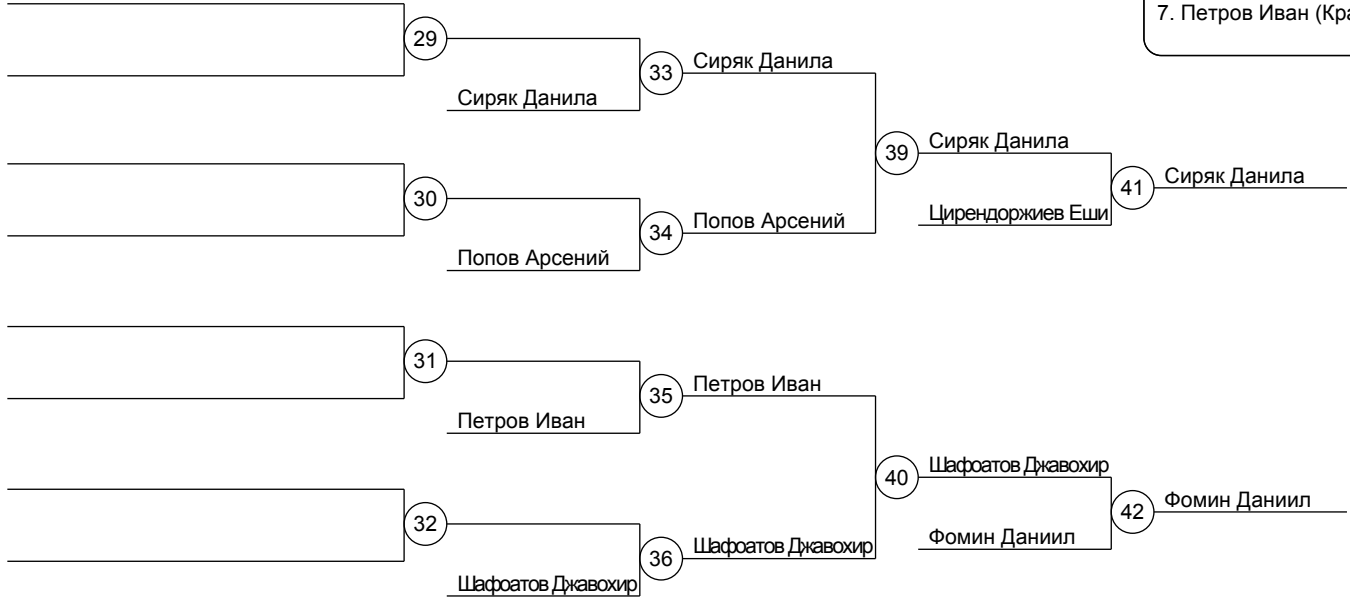 7. Петров Иван (Кра
29
33
Сиряк Данила
Сиряк Данила
39
Сиряк Данила
41
Сиряк Данила
30
34
Попов Арсений
Цирендоржиев Еши
Попов Арсений
31
35
Петров Иван
Петров Иван
40
Шафоатов Джавохир
42
Фомин Даниил
32
36
Шафоатов Джавохир
Фомин Даниил
Шафоатов Джавохир